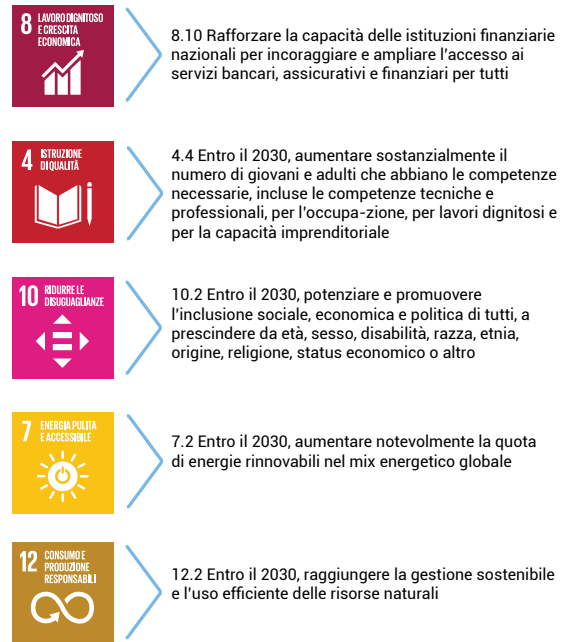 8 LAVORO DIGNITOSO
E CRESCITA
ECONOMICA
8.10 Rafforzare la capacità delle istituzioni finanziarie
nazionali per incoraggiare e ampliare l'accesso ai
servizi bancari, assicurativi e finanziari per tutti
4 ISTRUZIONE
DI QUALITÀ
4.4 Entro il 2030, aumentare sostanzialmente il
numero di giovani e adulti che abbiano le competenze
necessarie, incluse le competenze tecniche e
professionali, per l'occupa-zione, per lavori dignitosi e
per la capacità imprenditoriale
10 RIDURRE LE
DISUGUAGLIANZE
10.2 Entro il 2030, potenziare e promuovere
l'inclusione sociale, economica e politica di tutti, a
prescindere da età, sesso, disabilità, razza, etnia,
origine, religione, status economico o altro
7 ENERGIA PULITA
E ACCESSIBILE
7.2 Entro il 2030, aumentare notevolmente la quota
di energie rinnovabili nel mix energetico globale
12 CONSUMO E
PRODUZIONE
RESPONSABILI
12.2 Entro il 2030, raggiungere la gestione sostenibile
e l'uso efficiente delle risorse naturali